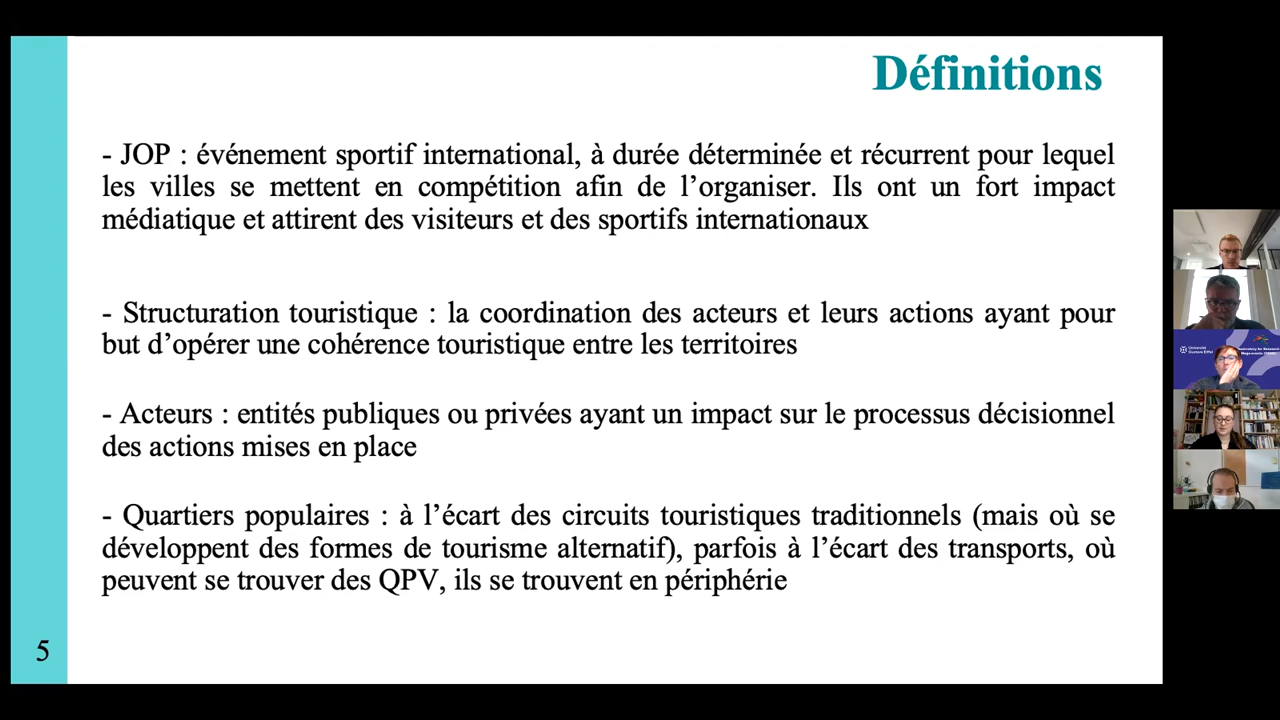 Définitions
- JOP : événement sportif international, à durée déterminée et récurrent pour lequel
les villes se mettent en compétition afin de l’organiser. Ils ont un fort impact
médiatique et attirent des visiteurs et des sportifs internationaux
- Structuration touristique : la coordination des acteurs et leurs actions ayant pour
but d’opérer une cohérence touristique entre les territoires
- Acteurs : entités publiques ou privées ayant un impact sur le processus décisionnel
des actions mises en place
- Quartiers populaires : à l’écart des circuits touristiques traditionnels (mais où se
développent des formes de tourisme alternatif), parfois à l’écart des transports, où
peuvent se trouver des QPV, ils se trouvent en périphérie
5
Université
Gustave Eiffel